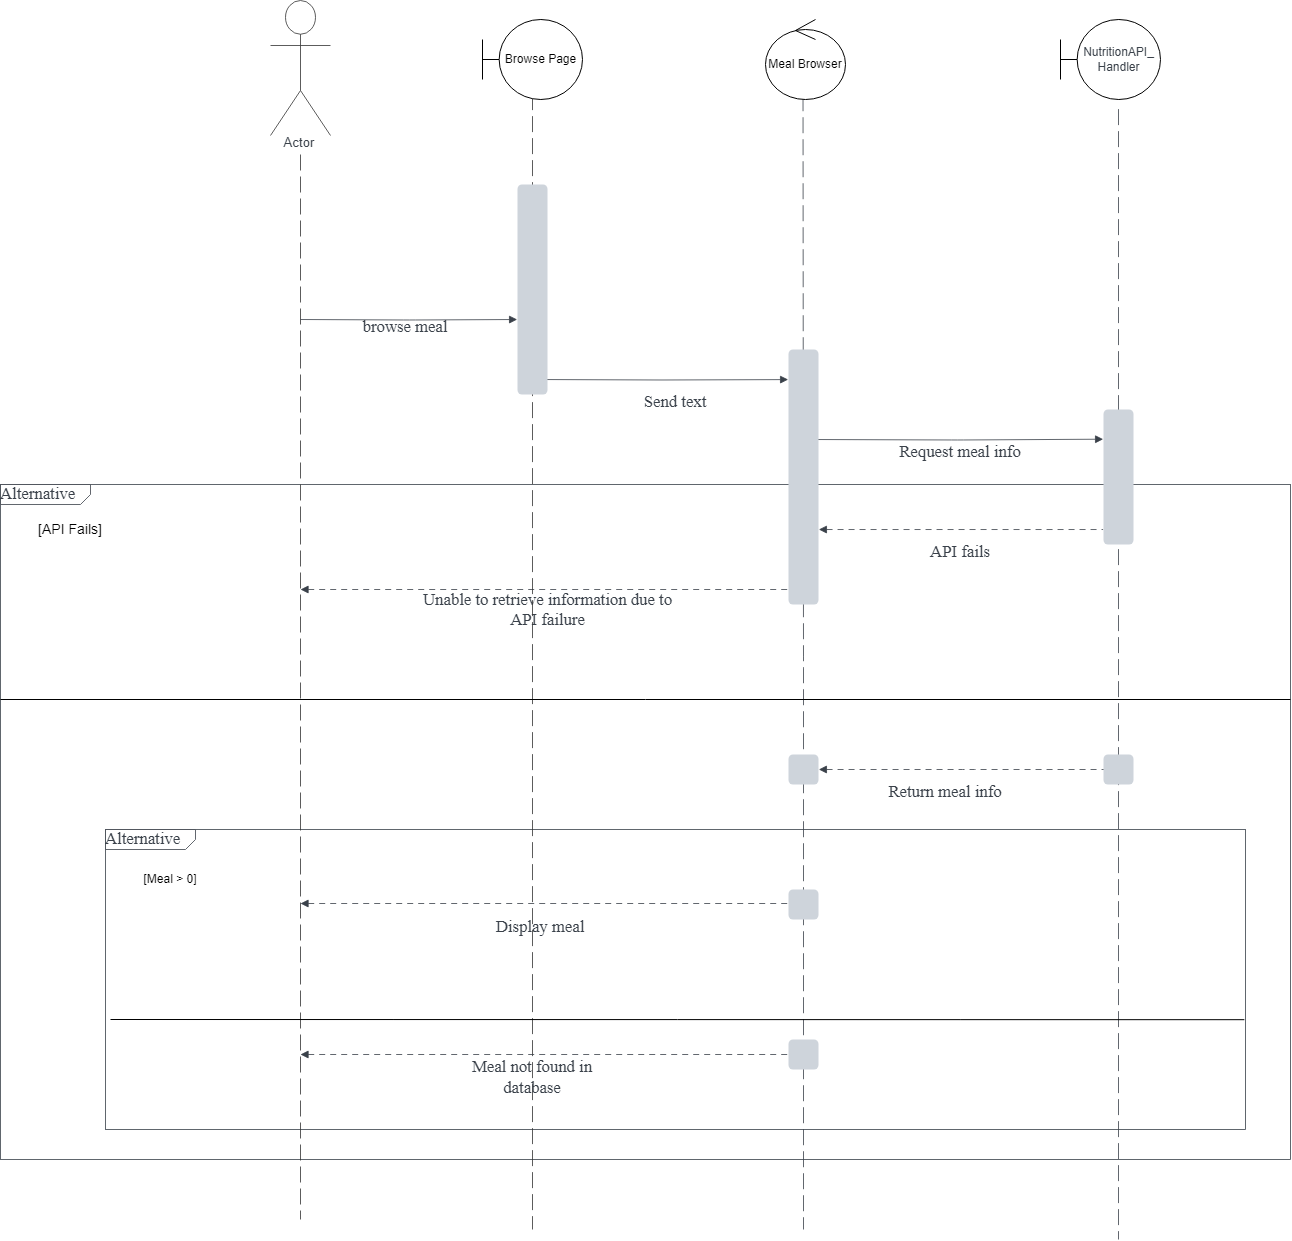 Actor
Browse Page
Meal Browser
NutritionAPI_
Handler
browse meal
Send text
Request meal info
Alternative
[API Fails]
API fails
Unable to retrieve information due to
API failure
Return meal info
Alternative
[Meal > 0]
Display meal
Meal not found in
database